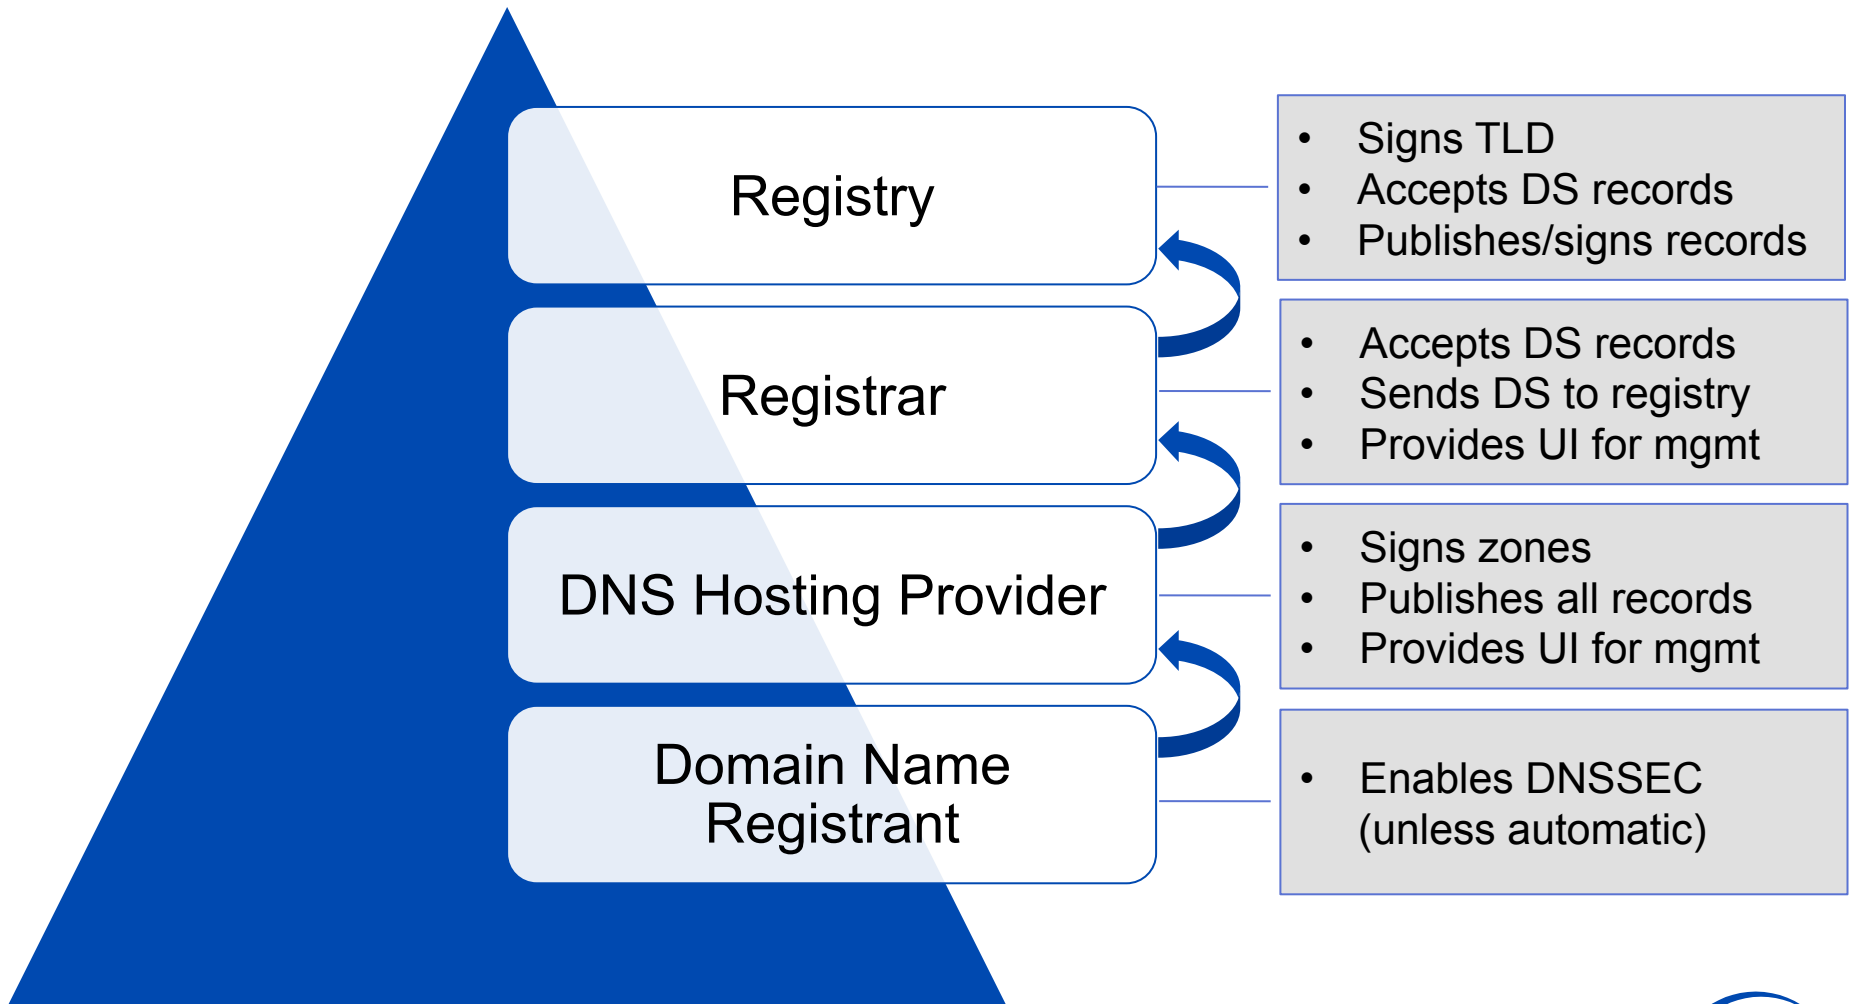 Registry
• Signs TLD
• Accepts DS records
• Publishes/signs records
Registrar
• Accepts DS records
• Sends DS to registry
• Provides UI for mgmt
DNS Hosting Provider
• Signs zones
• Publishes all records
• Provides UI for mgmt
Domain Name
Registrant
• Enables DNSSEC
(unless automatic)